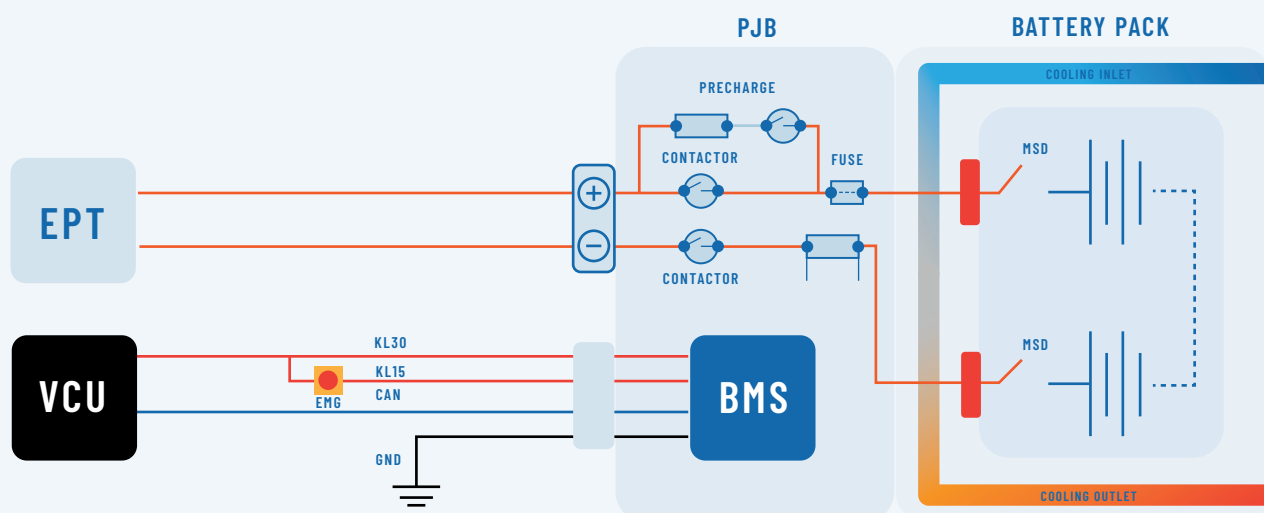 PJB
BATTERY PACK
COOLING INLET
PRECHARGE
CONTACTOR
FUSE
MSD
EPT
+
−
CONTACTOR
KL30
MSD
KL15
VCU
CAN
BMS
EMG
GND
COOLING OUTLET